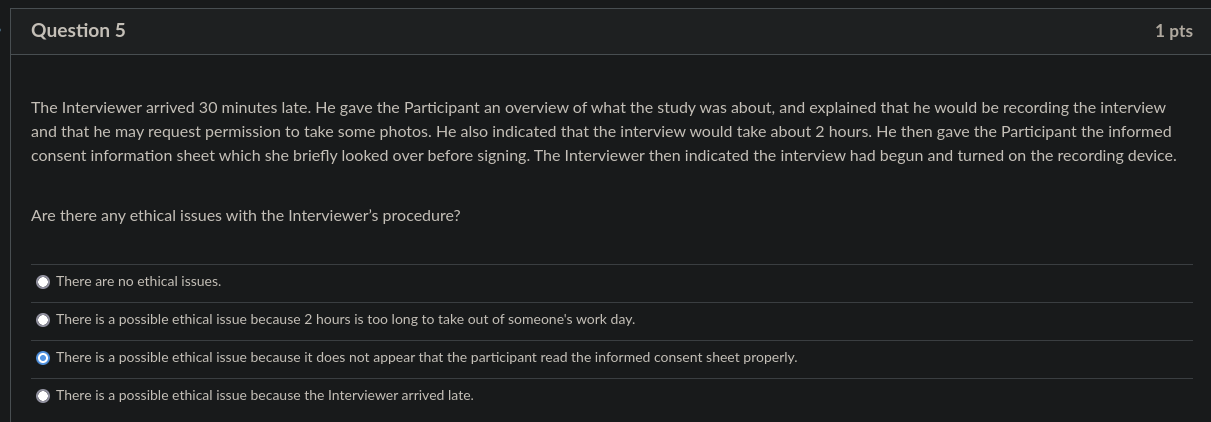 Question 5
1 pts
The Interviewer arrived 30 minutes late. He gave the Participant an overview of what the study was about, and explained that he would be recording the interview
and that he may request permission to take some photos. He also indicated that the interview would take about 2 hours. He then gave the Participant the informed
consent information sheet which she briefly looked over before signing. The Interviewer then indicated the interview had begun and turned on the recording device.
Are there any ethical issues with the Interviewer's procedure?
There are no ethical issues.
There is a possible ethical issue because 2 hours is too long to take out of someone's work day.
There is a possible ethical issue because it does not appear that the participant read the informed consent sheet properly.
There is a possible ethical issue because the Interviewer arrived late.